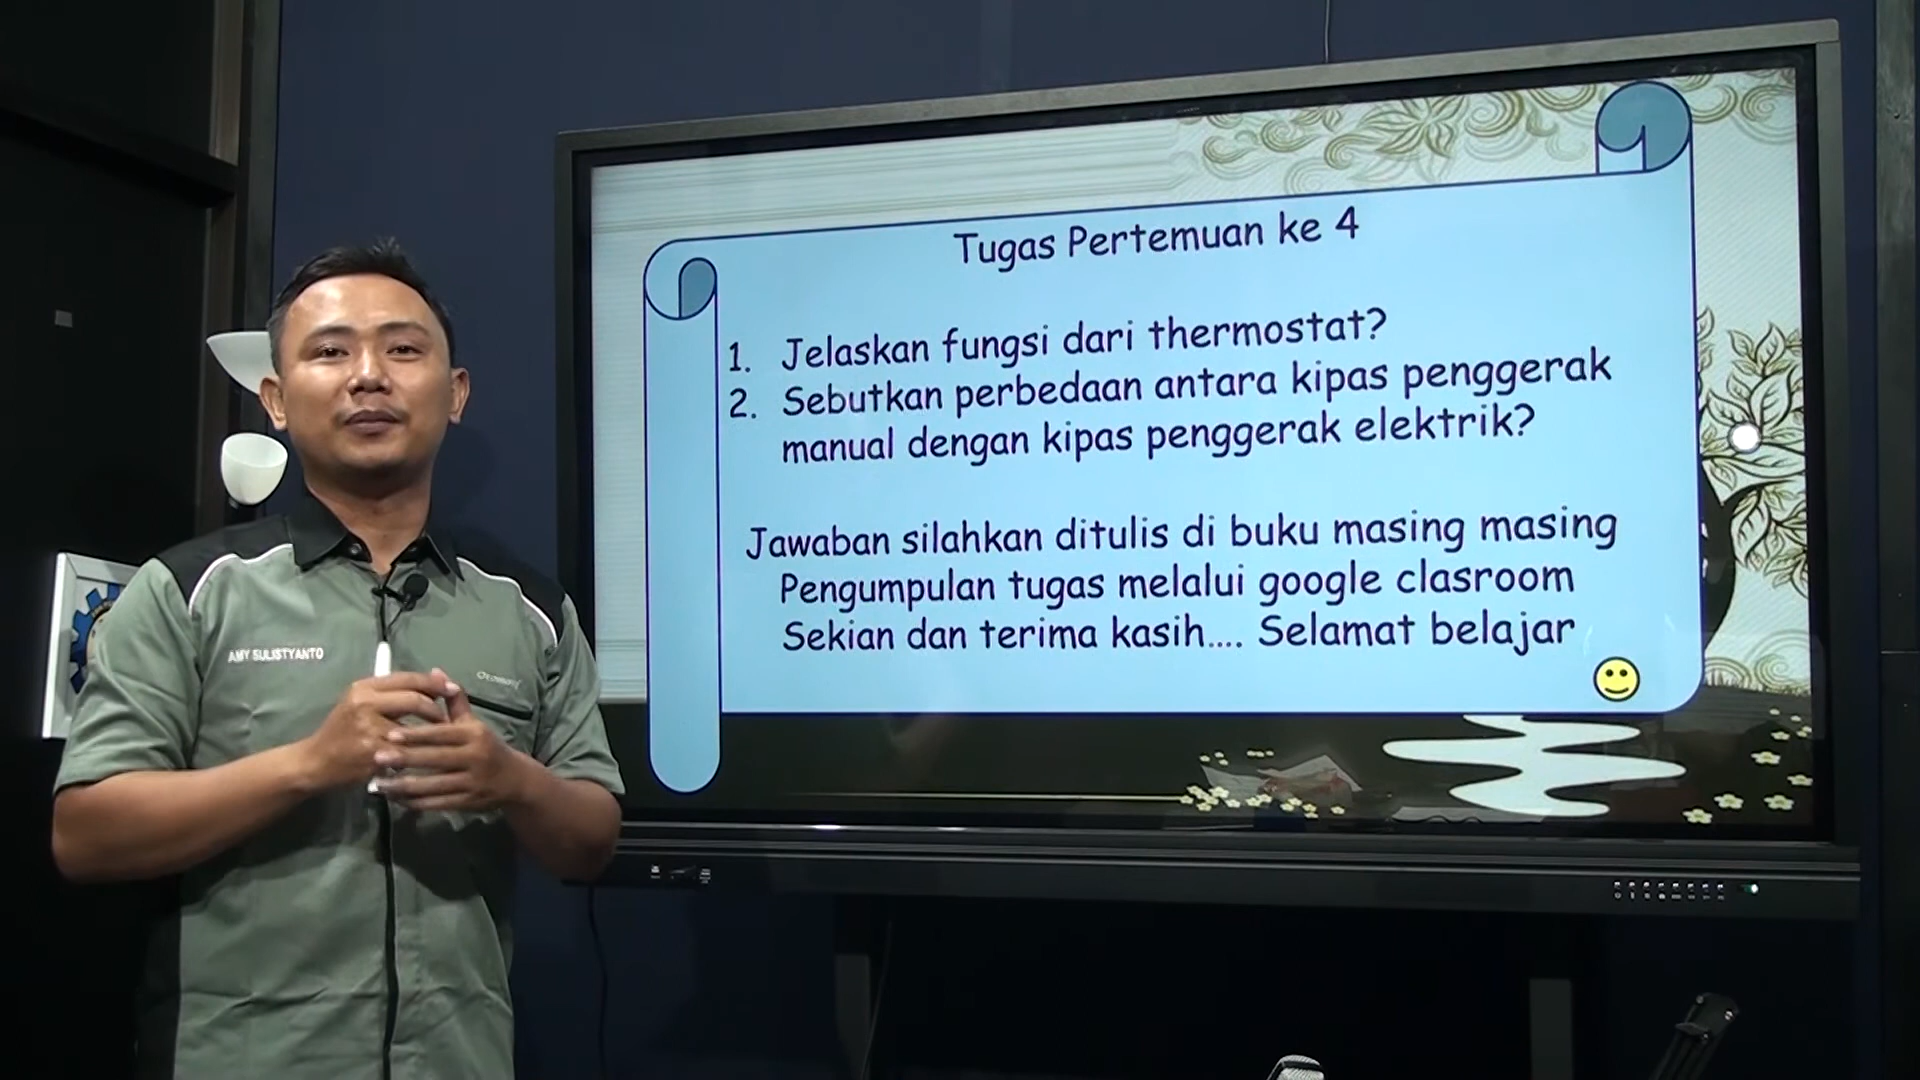 Tugas Pertemuan ke 4
1. Jelaskan fungsi dari thermostat?
2. Sebutkan perbedaan antara kipas penggerak
manual dengan kipas penggerak elektrik?
Jawaban silahkan ditulis di buku masing masing
Pengumpulan tugas melalui google clasroom
Sekian dan terima kasih.... Selamat belajar
AMY SULISTYANTO